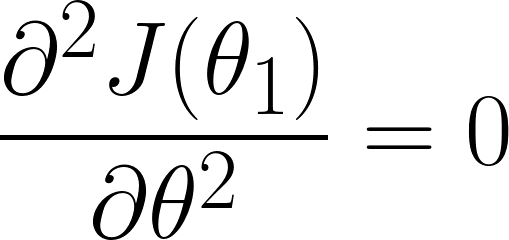 ∂²J(θ₁)
∂θ² = 0